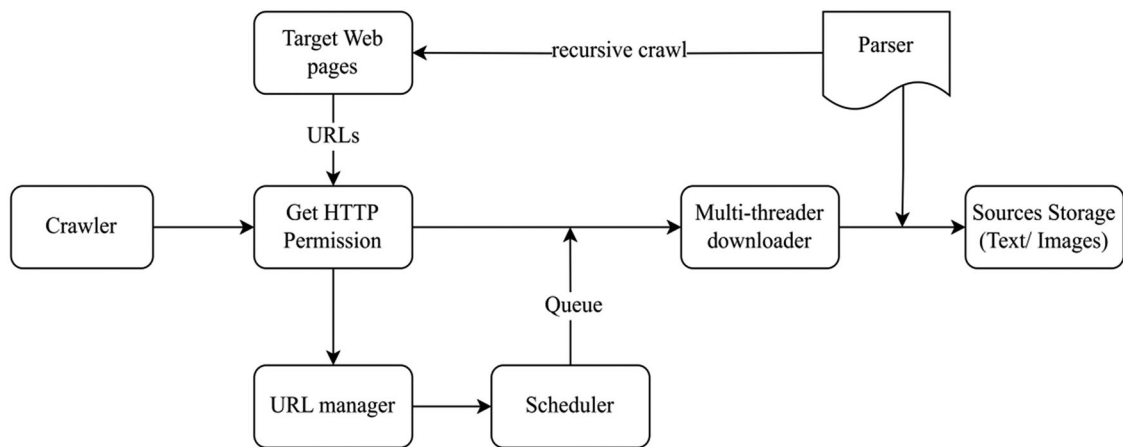 Target Web
pages
recursive crawl
Parser
URLs
Crawler
Get HTTP
Permission
Multi-threader
downloader
Sources Storage
(Text/ Images)
Queue
URL manager
Scheduler